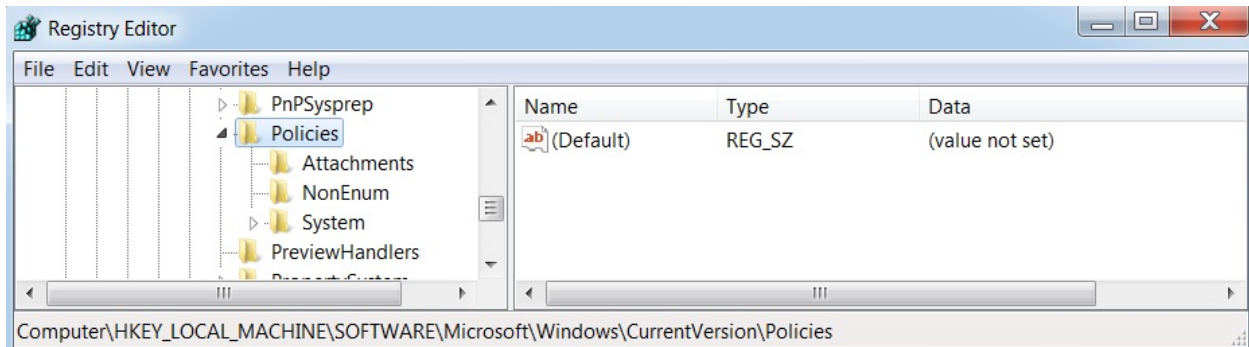 Registry Editor
File Edit View Favorites Help
PnPSysprep
Policies
Attachments
NonEnum
System
PreviewHandlers
Name Type Data
ab (Default) REG_SZ (value not set)
Computer\HKEY_LOCAL_MACHINE\SOFTWARE\Microsoft\Windows\CurrentVersion\Policies